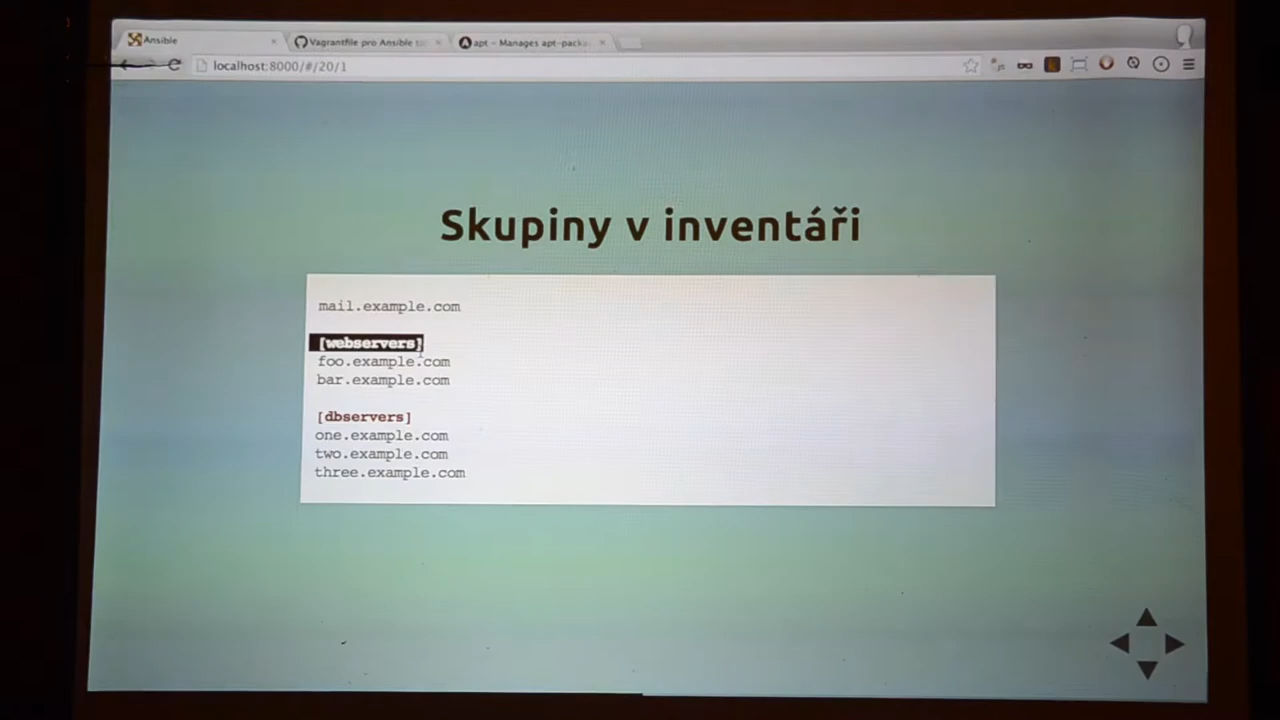 Ansible
Vagrantfile pro Ansible
apt - Manages apt-packa
localhost:8000/#/20/1
Skupiny v inventáři
mail.example.com
[webservers]
foo.example.com
bar.example.com
[dbservers]
one.example.com
two.example.com
three.example.com